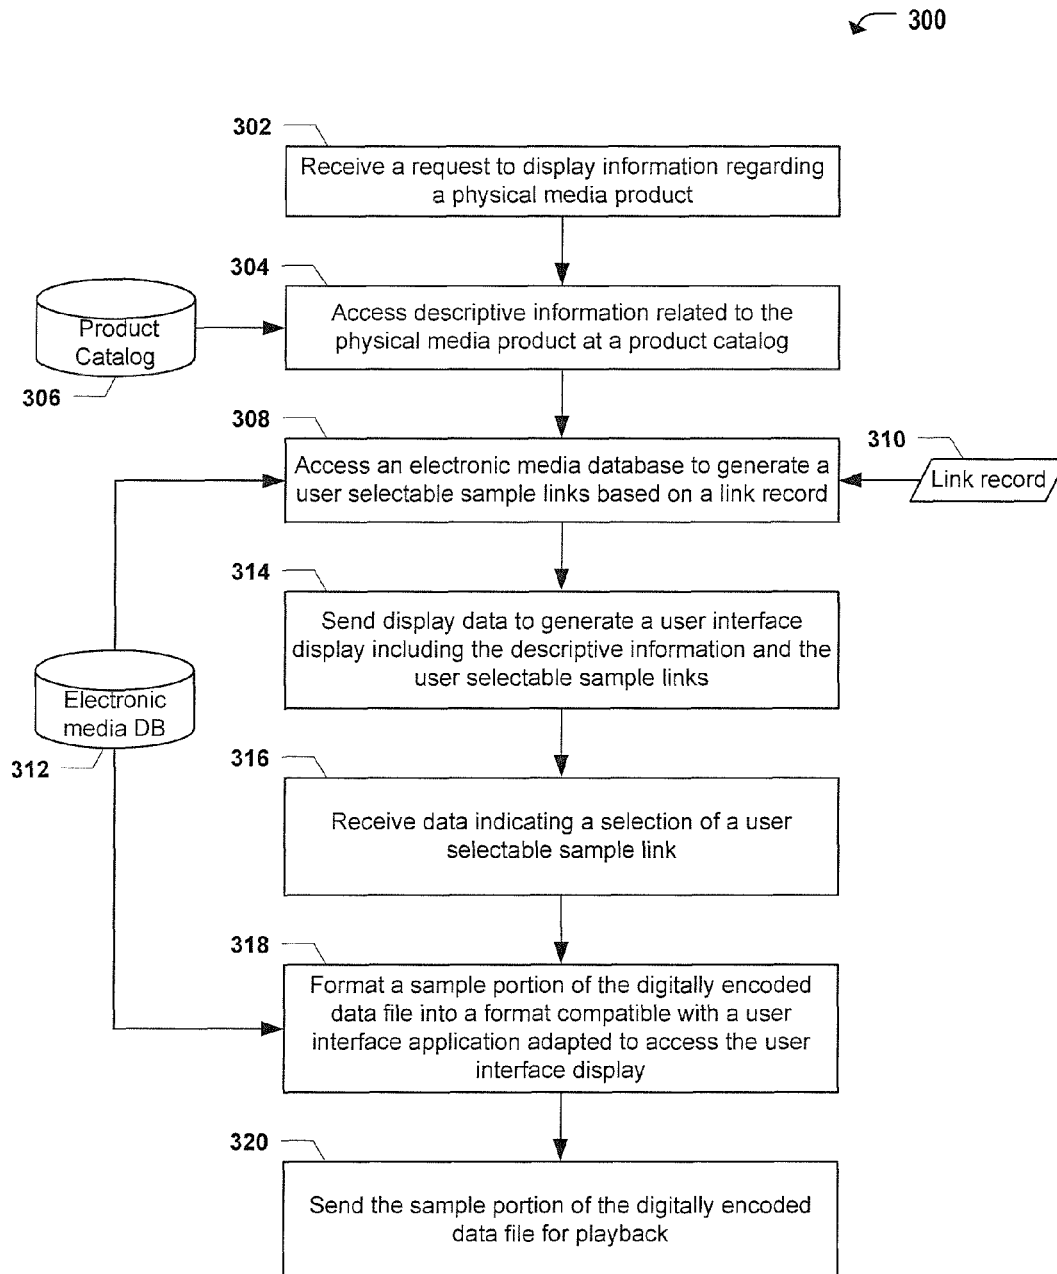 300
302
Receive a request to display information regarding
a physical media product
304
Access descriptive information related to the
physical media product at a product catalog
Product
Catalog
306
308
Access an electronic media database to generate a
user selectable sample links based on a link record
310
Link record
314
Send display data to generate a user interface
display including the descriptive information and the
user selectable sample links
Electronic
media DB
312
316
Receive data indicating a selection of a user
selectable sample link
318
Format a sample portion of the digitally encoded
data file into a format compatible with a user
interface application adapted to access the user
interface display
320
Send the sample portion of the digitally encoded
data file for playback